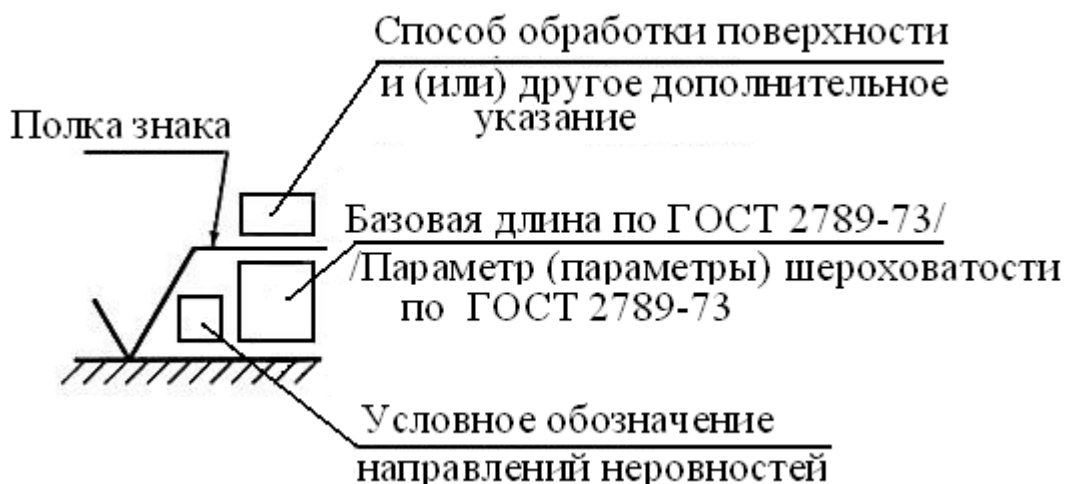 Способ обработки поверхности
и (или) другое дополнительное
указание
Полка знака
Базовая длина по ГОСТ 2789-73/
/Параметр (параметры) шероховатости
по ГОСТ 2789-73
Условное обозначение
направлений неровностей